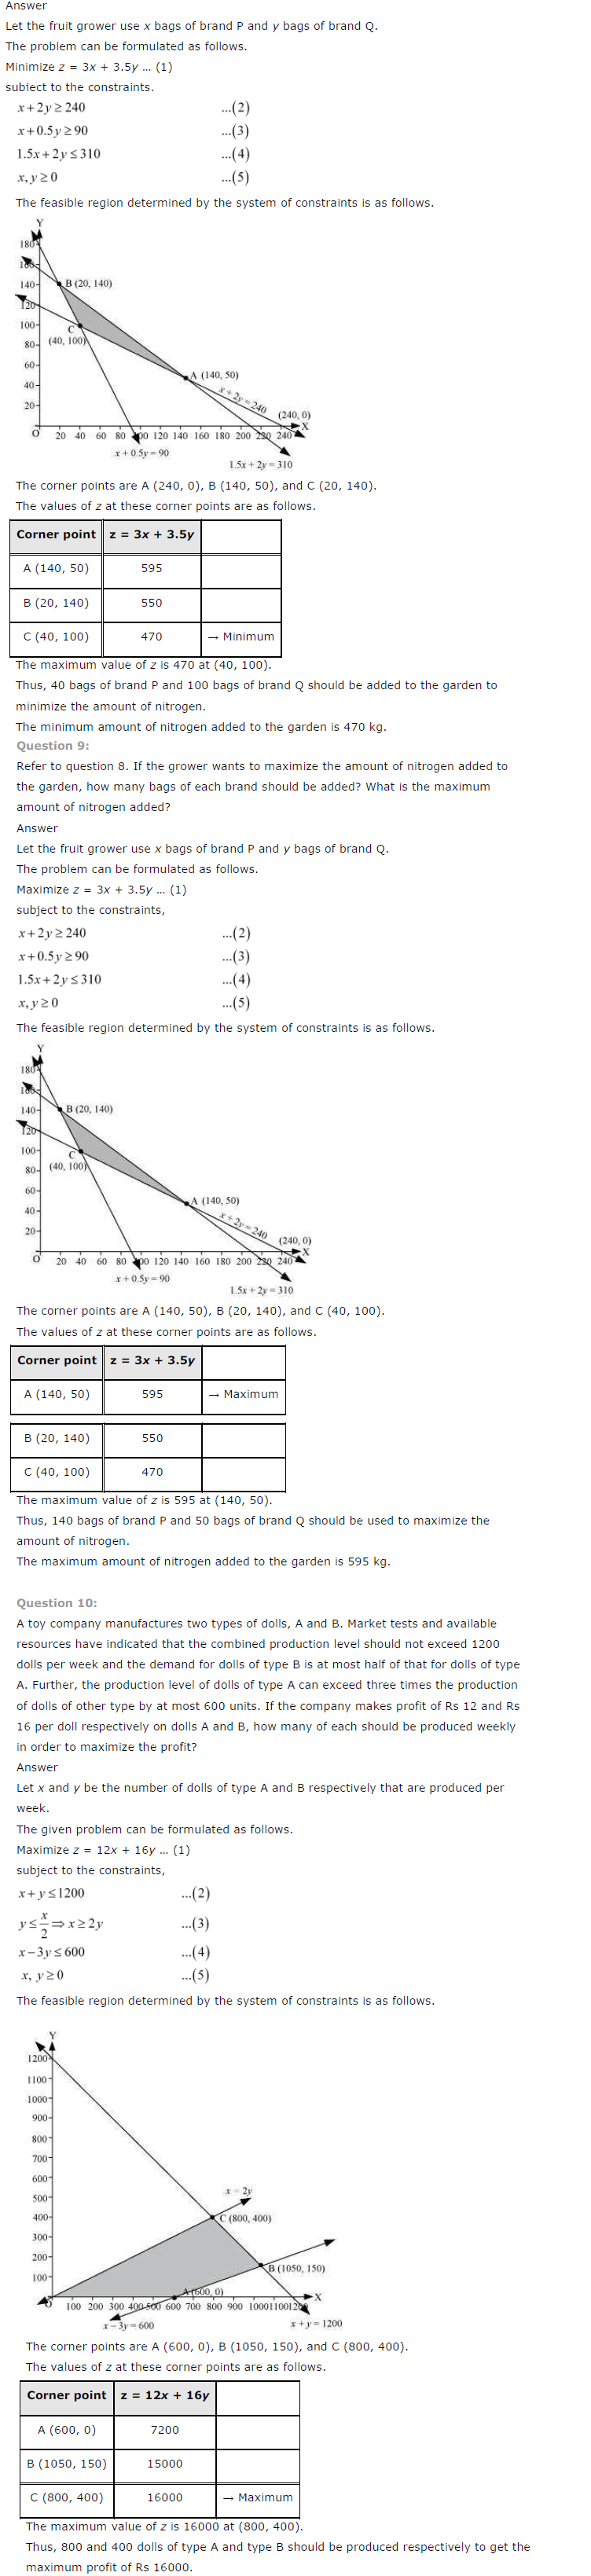 Answer
Let the fruit grower use x bags of brand P and y bags of brand Q.
The problem can be formulated as follows.
Minimize z = 3x + 3.5y … (1)
subject to the constraints.
x + 2y ≥ 240 ...(2)
x + 0.5y ≥ 90 ...(3)
1.5x + 2y ≤ 310 ...(4)
x, y ≥ 0 ...(5)
The feasible region determined by the system of constraints is as follows.
Y
180
160
140
B (20, 140)
120
100
C
80
(40, 100)
60
A (140, 50)
40
x + 2y = 240
20
(240, 0)
X
O 20 40 60 80 100 120 140 160 180 200 220 240
x + 0.5y = 90
1.5x + 2y = 310
The corner points are A (240, 0), B (140, 50), and C (20, 140).
The values of z at these corner points are as follows.
Corner point z = 3x + 3.5y
A (140, 50) 595
B (20, 140) 550
C (40, 100) 470 → Minimum
The maximum value of z is 470 at (40, 100).
Thus, 40 bags of brand P and 100 bags of brand Q should be added to the garden to
minimize the amount of nitrogen.
The minimum amount of nitrogen added to the garden is 470 kg.
Question 9:
Refer to question 8. If the grower wants to maximize the amount of nitrogen added to
the garden, how many bags of each brand should be added? What is the maximum
amount of nitrogen added?
Answer
Let the fruit grower use x bags of brand P and y bags of brand Q.
The problem can be formulated as follows.
Maximize z = 3x + 3.5y … (1)
subject to the constraints,
x + 2y ≥ 240 ...(2)
x + 0.5y ≥ 90 ...(3)
1.5x + 2y ≤ 310 ...(4)
x, y ≥ 0 ...(5)
The feasible region determined by the system of constraints is as follows.
Y
180
160
140
B (20, 140)
120
100
C
80
(40, 100)
60
A (140, 50)
40
x + 2y = 240
20
(240, 0)
X
O 20 40 60 80 100 120 140 160 180 200 220 240
x + 0.5y = 90
1.5x + 2y = 310
The corner points are A (140, 50), B (20, 140), and C (40, 100).
The values of z at these corner points are as follows.
Corner point z = 3x + 3.5y
A (140, 50) 595 → Maximum
B (20, 140) 550
C (40, 100) 470
The maximum value of z is 595 at (140, 50).
Thus, 140 bags of brand P and 50 bags of brand Q should be used to maximize the
amount of nitrogen.
The maximum amount of nitrogen added to the garden is 595 kg.
Question 10:
A toy company manufactures two types of dolls, A and B. Market tests and available
resources have indicated that the combined production level should not exceed 1200
dolls per week and the demand for dolls of type B is at most half of that for dolls of type
A. Further, the production level of dolls of type A can exceed three times the production
of dolls of other type by at most 600 units. If the company makes profit of Rs 12 and Rs
16 per doll respectively on dolls A and B, how many of each should be produced weekly
in order to maximize the profit?
Answer
Let x and y be the number of dolls of type A and B respectively that are produced per
week.
The given problem can be formulated as follows.
Maximize z = 12x + 16y … (1)
subject to the constraints,
x + y ≤ 1200 ...(2)
y ≤ x/2 ⇒ x ≥ 2y ...(3)
x − 3y ≤ 600 ...(4)
x, y ≥ 0 ...(5)
The feasible region determined by the system of constraints is as follows.
Y
1200
1100
1000
900
800
700
600
x = 2y
500
400
C (800, 400)
300
200
B (1050, 150)
100
A (600, 0)
X
O 100 200 300 400 500 600 700 800 900 1000 1100 1200
x − 3y = 600
x + y = 1200
The corner points are A (600, 0), B (1050, 150), and C (800, 400).
The values of z at these corner points are as follows.
Corner point z = 12x + 16y
A (600, 0) 7200
B (1050, 150) 15000
C (800, 400) 16000 → Maximum
The maximum value of z is 16000 at (800, 400).
Thus, 800 and 400 dolls of type A and type B should be produced respectively to get the
maximum profit of Rs 16000.